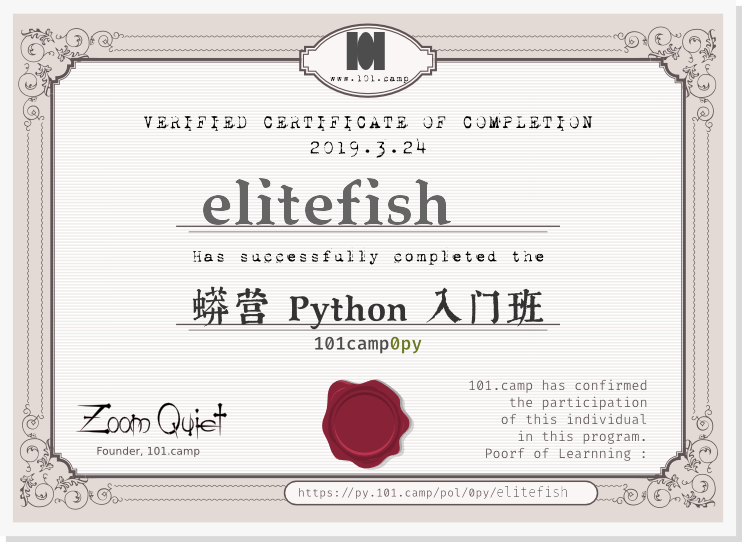 www.101.camp
VERIFIED CERTIFICATE OF COMPLETION
2019.3.24
elitefish
Has successfully completed the
蟒营 Python 入门班
101camp0py
101.camp has confirmed
the participation
of this individual
in this program.
Poorf of Learnning :
Zoom Quiet
Founder, 101.camp
https://py.101.camp/pol/0py/elitefish